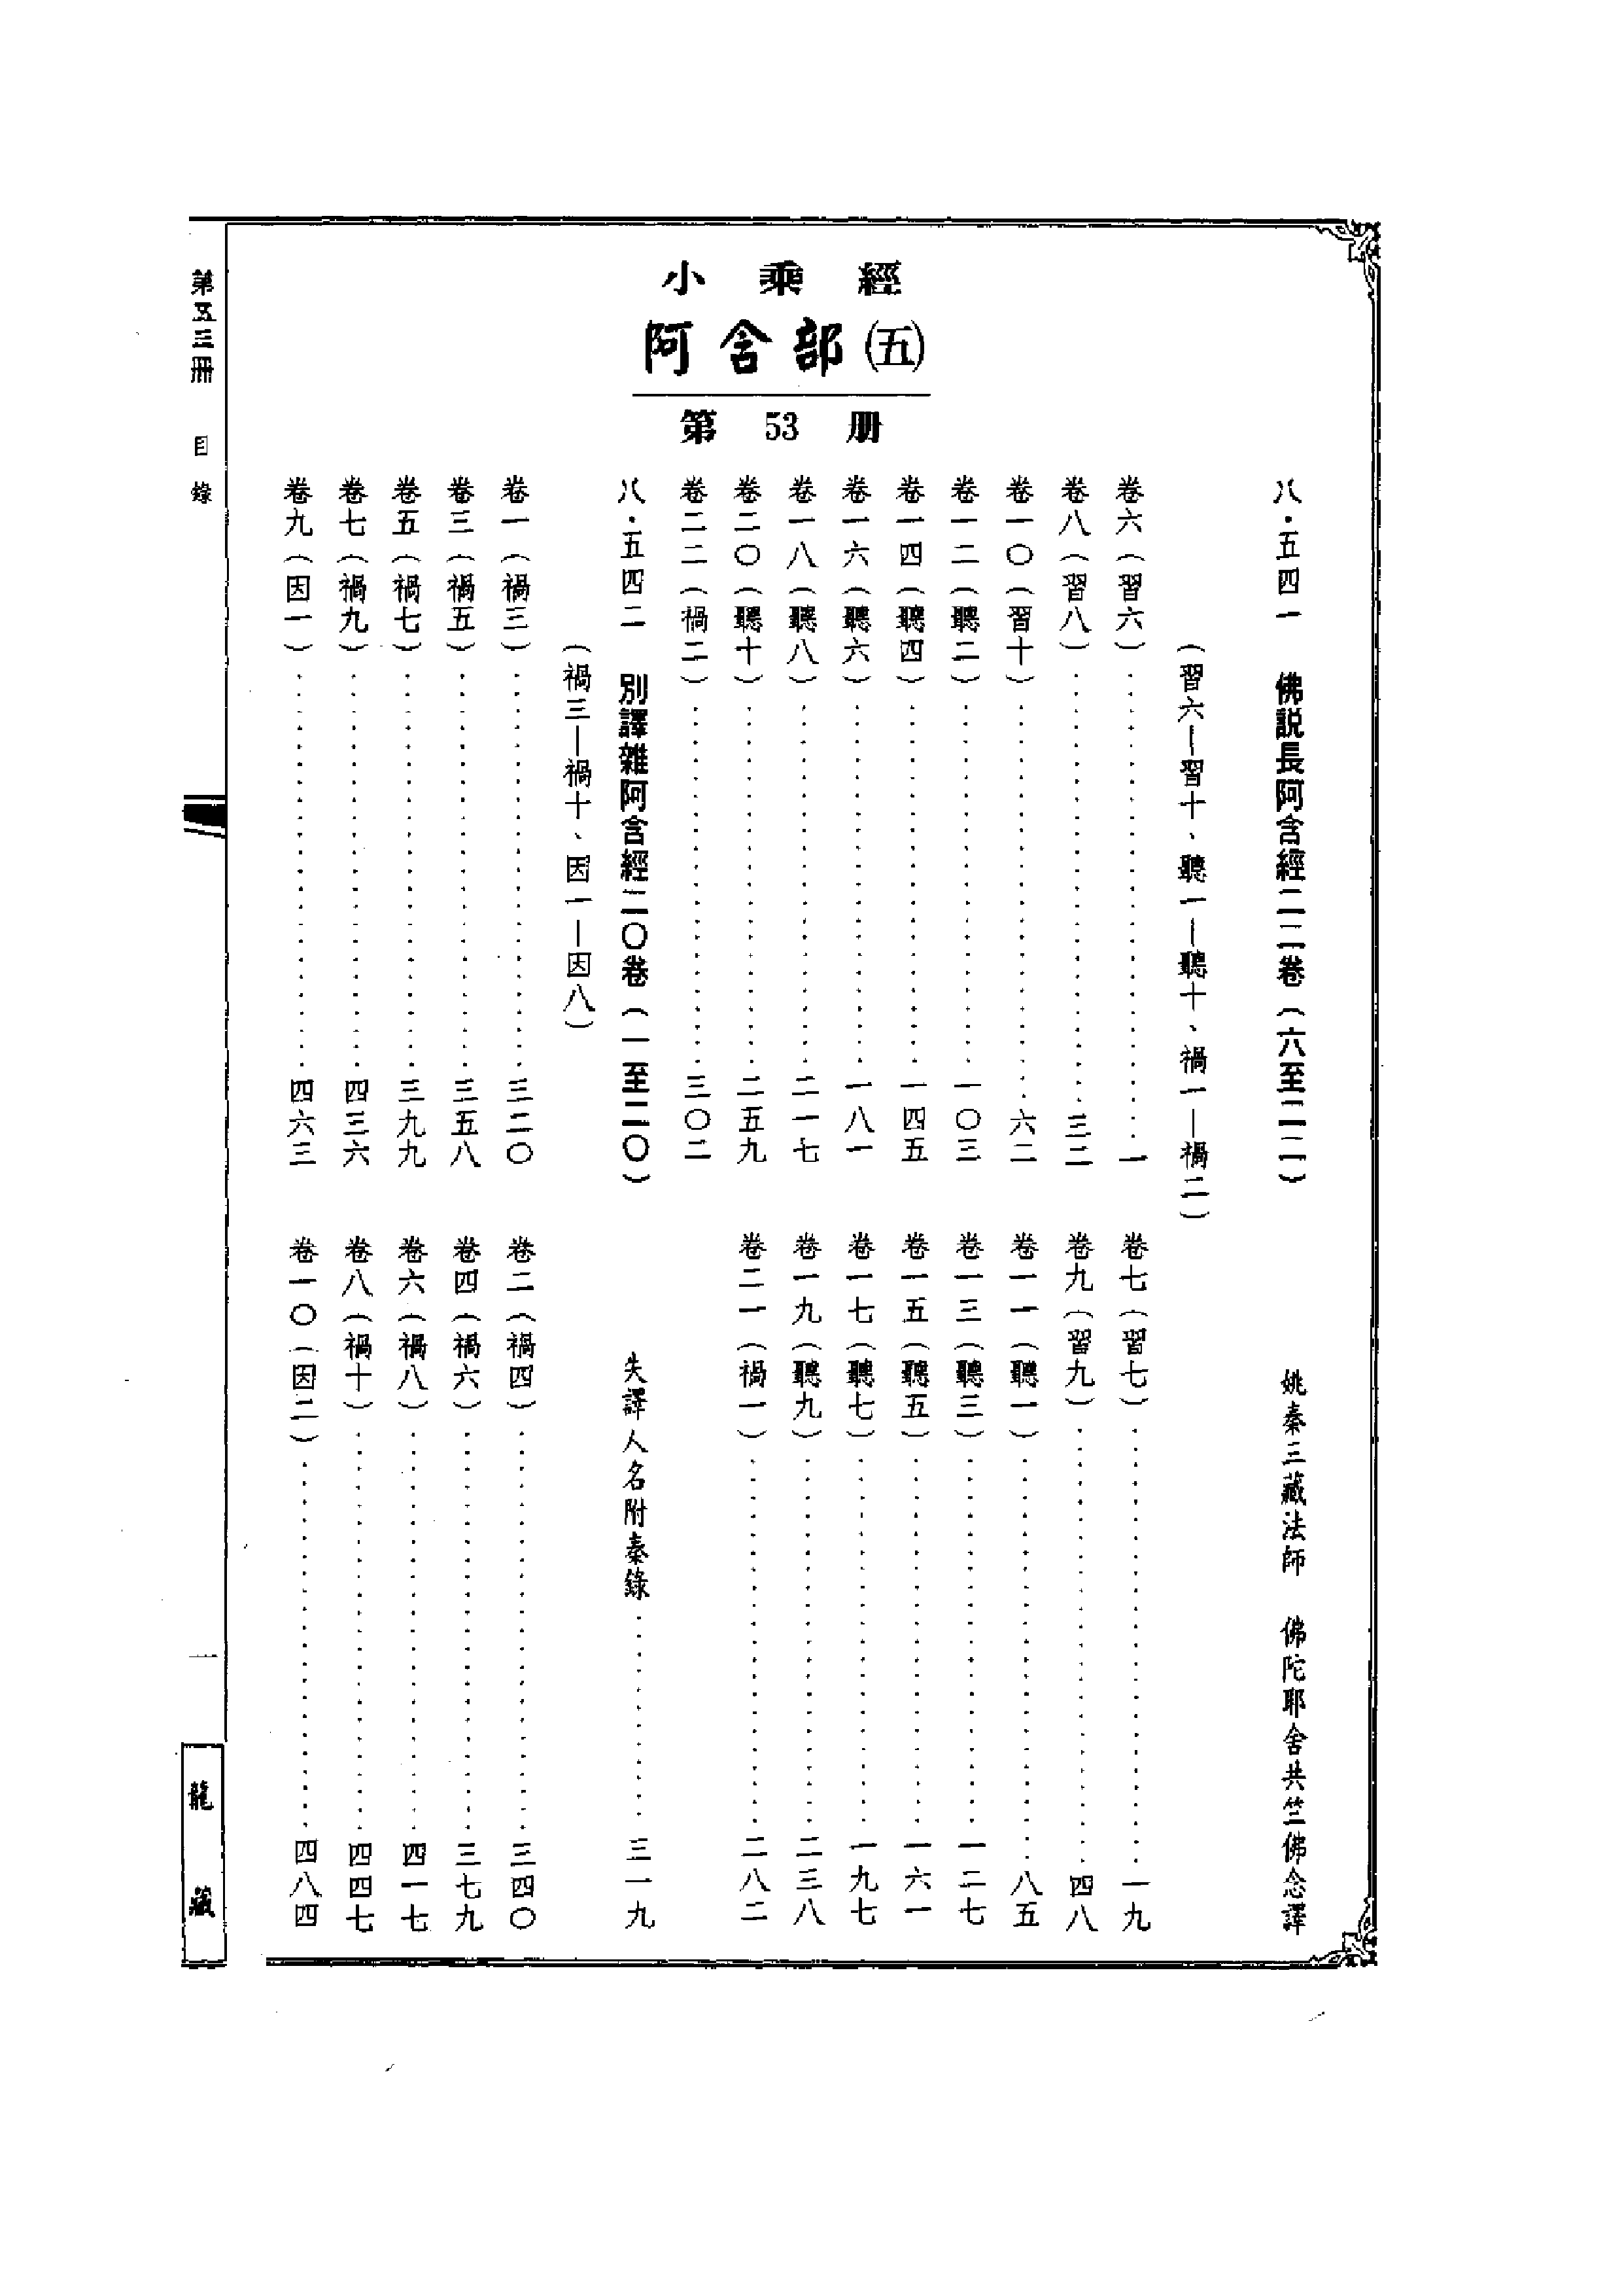 小乘經
阿含部㈤
第53册
八·五四一 佛説長阿含經二二卷（六至二二） 姚秦三藏法師 佛陀耶舍共竺佛念譯
（習六—習十、聽一—聽十、禍一—禍二）
卷六（習六）……一 卷七（習七）……一九
卷八（習八）……三二 卷九（習九）……四八
卷一〇（習十）……六二 卷一一（聽一）……八五
卷一二（聽二）……一〇三 卷一三（聽三）……一二七
卷一四（聽四）……一四五 卷一五（聽五）……一六一
卷一六（聽六）……一八一 卷一七（聽七）……一九七
卷一八（聽八）……二一七 卷一九（聽九）……二三八
卷二〇（聽十）……二五九 卷二一（禍一）……二八二
卷二二（禍二）……三〇二
八·五四二 別譯雜阿含經二〇卷（一至二〇） 失譯人名附秦錄……三一九
（禍三—禍十、因一—因八）
卷一（禍三）……三二〇 卷二（禍四）……三四〇
卷三（禍五）……三五八 卷四（禍六）……三七九
卷五（禍七）……三九九 卷六（禍八）……四一七
卷七（禍九）……四三六 卷八（禍十）……四四七
卷九（因一）……四六三 卷一〇（因二）……四八四
第五三冊 目錄 一 龍藏